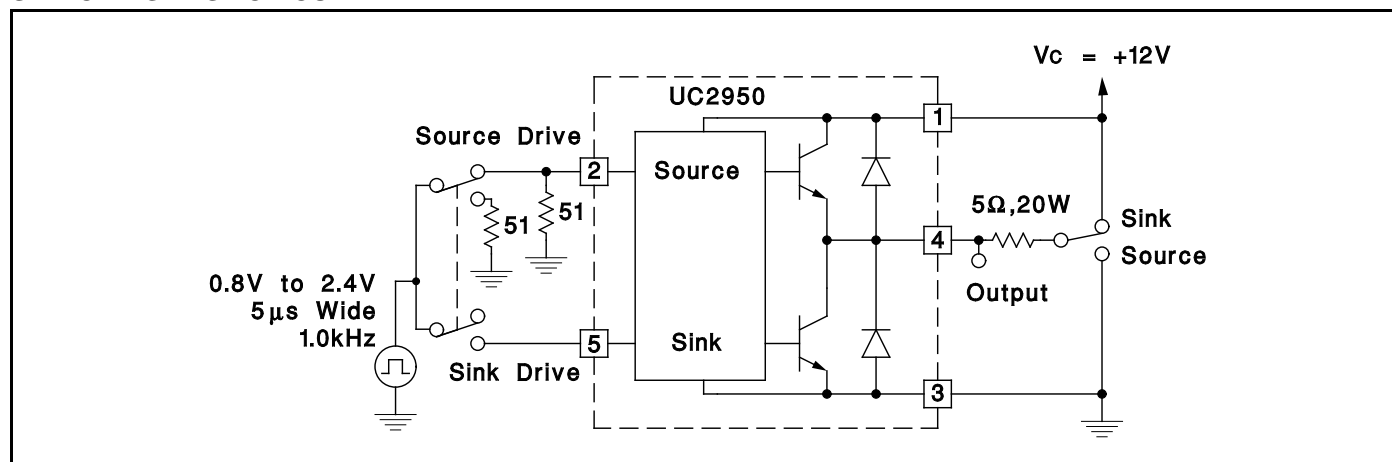 Vc = +12V
UC2950
1
Source Drive
2
Source
51
51
5Ω,20W
Sink
4
Source
0.8V to 2.4V
5µs Wide
1.0kHz
Output
5
Sink
Sink Drive
3